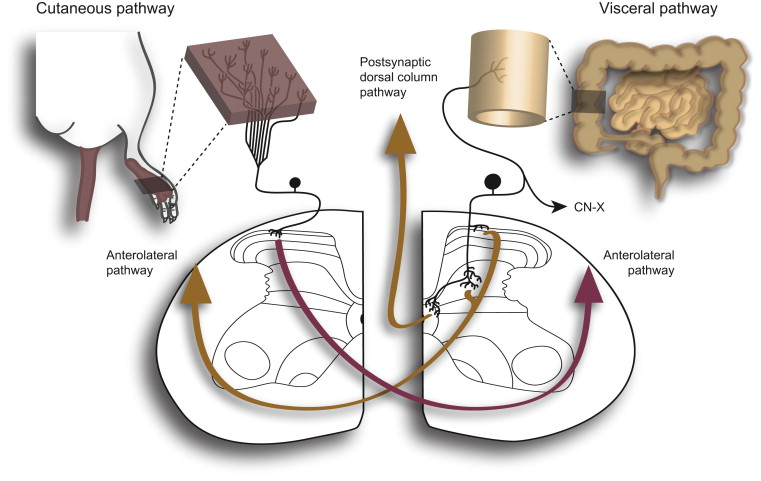 Cutaneous pathway
Visceral pathway
Postsynaptic
dorsal column
pathway
CN-X
Anterolateral
pathway
Anterolateral
pathway